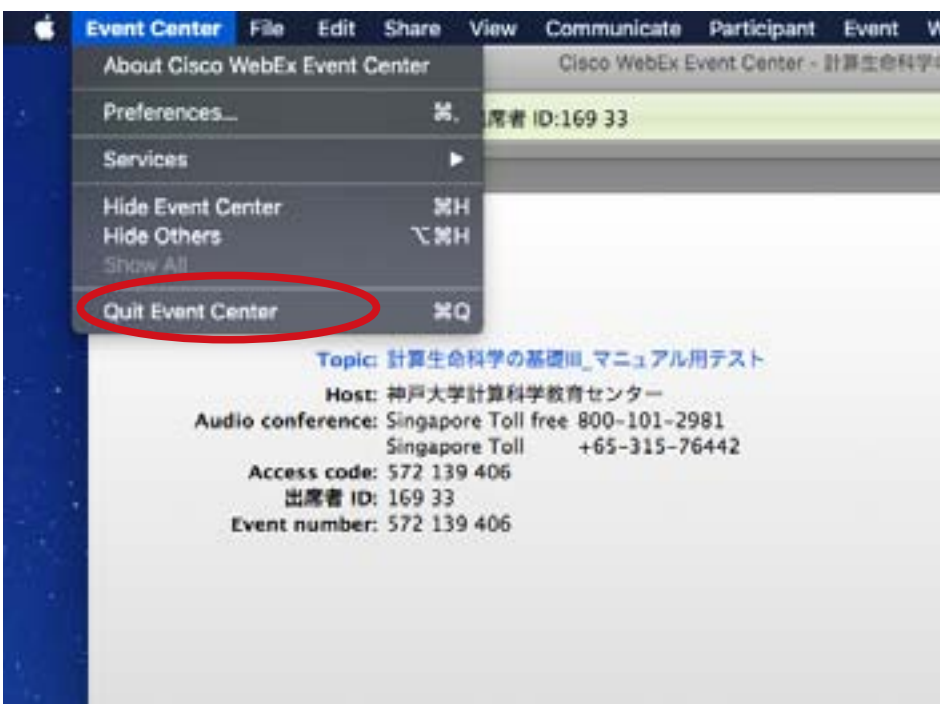 Event Center File Edit Share View Communicate Participant Event W
About Cisco WebEx Event Center
Cisco WebEx Event Center - 計算生命科学の
Preferences... ⌘,
席者 ID:169 33
Services ▶
Hide Event Center ⌘H
Hide Others ⌥⌘H
Show All
Quit Event Center ⌘Q
Topic: 計算生命科学の基礎III_マニュアル用テスト
Host: 神戸大学計算科学教育センター
Audio conference: Singapore Toll free 800-101-2981
Singapore Toll +65-315-76442
Access code: 572 139 406
出席者 ID: 169 33
Event number: 572 139 406